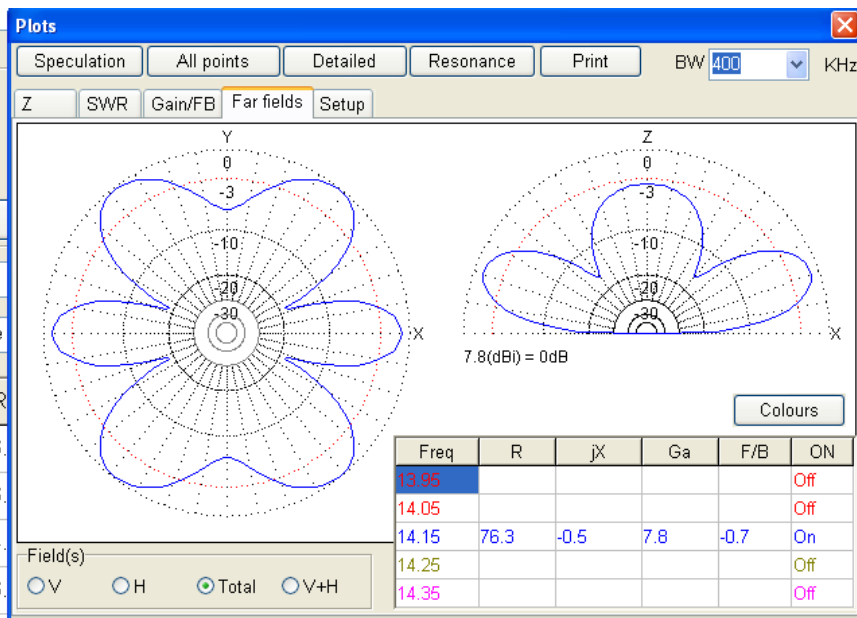 Plots
Speculation All points Detailed Resonance Print BW 400 KHz
Z SWR Gain/FB Far fields Setup
Y
0
-3
-10
-20
-30
X
Z
0
-3
-10
-20
-30
X
7.8(dBi) = 0dB
Colours
Freq R jX Ga F/B ON
13.95 Off
14.05 Off
14.15 76.3 -0.5 7.8 -0.7 On
14.25 Off
14.35 Off
Field(s)
V H Total V+H